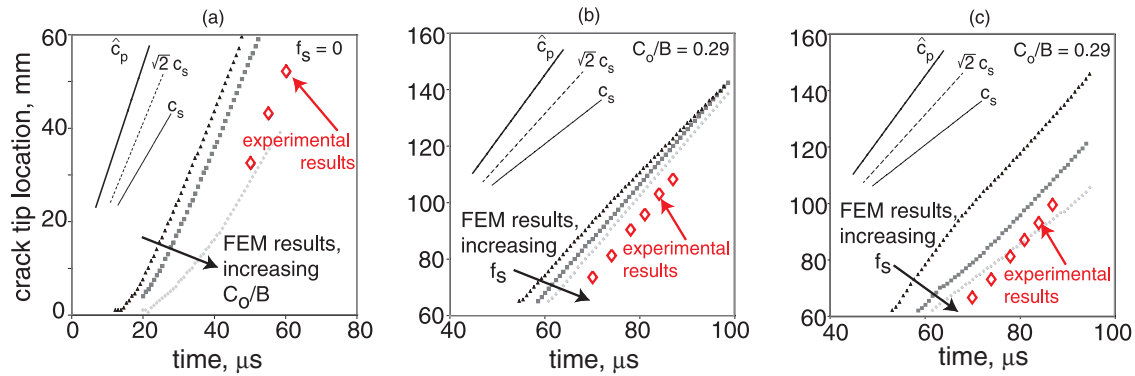 (a)
60
40
20
0
0
20
40
60
80
crack tip location, mm
time, μs
ĉp
√2 cs
cs
fs = 0
experimental
results
FEM results,
increasing
Co/B
(b)
160
140
120
100
80
60
40
60
80
100
time, μs
ĉp
√2 cs
cs
Co/B = 0.29
FEM results,
increasing
fs
experimental
results
(c)
160
140
120
100
80
60
40
60
80
100
time, μs
ĉp
√2 cs
cs
Co/B = 0.29
FEM results,
increasing
fs
experimental
results